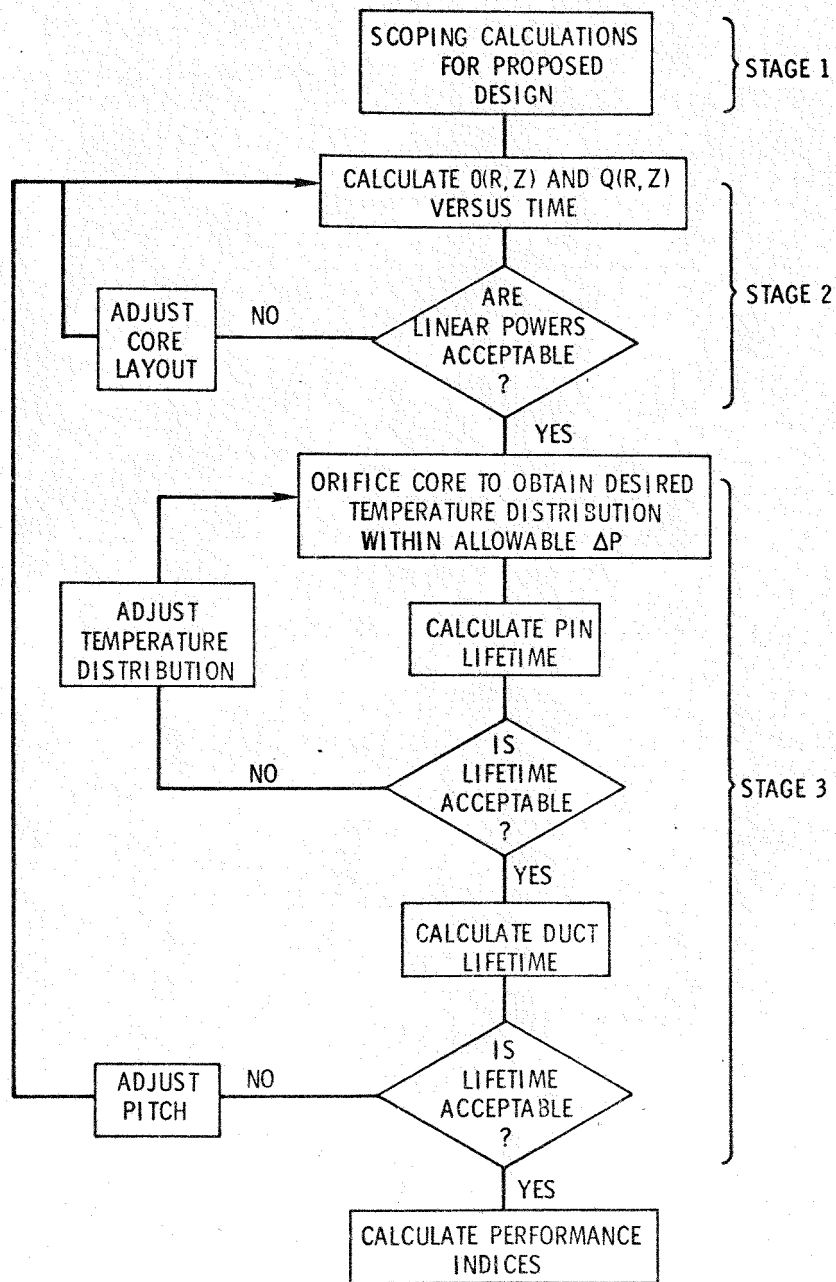 SCOPING CALCULATIONS
FOR PROPOSED
DESIGN
STAGE 1
CALCULATE 0(R, Z) AND Q(R, Z)
VERSUS TIME
STAGE 2
ARE
LINEAR POWERS
ACCEPTABLE
?
NO
ADJUST
CORE
LAYOUT
YES
ORIFICE CORE TO OBTAIN DESIRED
TEMPERATURE DISTRIBUTION
WITHIN ALLOWABLE ΔP
ADJUST
TEMPERATURE
DISTRIBUTION
CALCULATE PIN
LIFETIME
IS
LIFETIME
ACCEPTABLE
?
NO
STAGE 3
YES
CALCULATE DUCT
LIFETIME
IS
LIFETIME
ACCEPTABLE
?
NO
ADJUST
PITCH
YES
CALCULATE PERFORMANCE
INDICES